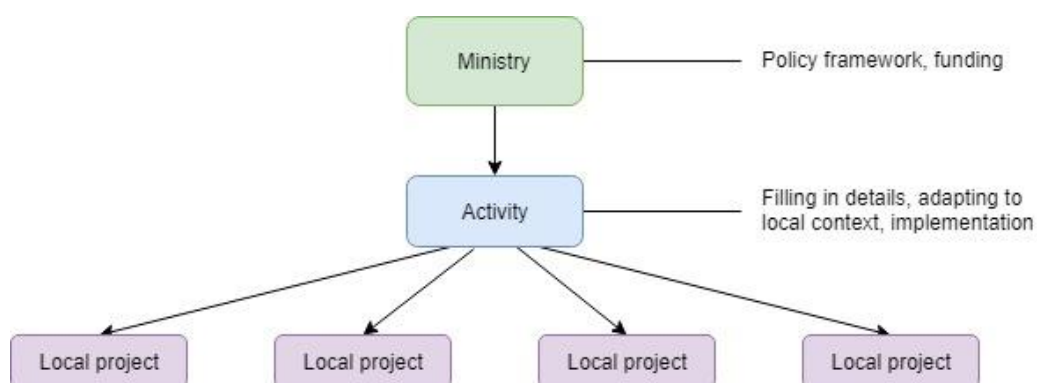 Ministry
Policy framework, funding
Activity
Filling in details, adapting to
local context, implementation
Local project
Local project
Local project
Local project